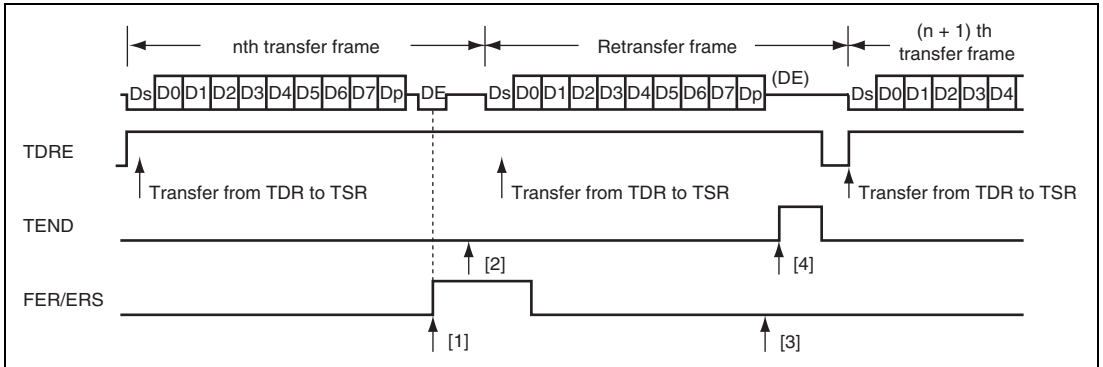 nth transfer frame
Retransfer frame
(n + 1) th
transfer frame
Ds D0 D1 D2 D3 D4 D5 D6 D7 Dp DE
Ds D0 D1 D2 D3 D4 D5 D6 D7 Dp (DE)
Ds D0 D1 D2 D3 D4
TDRE
Transfer from TDR to TSR
Transfer from TDR to TSR
Transfer from TDR to TSR
TEND
[2]
[4]
FER/ERS
[1]
[3]